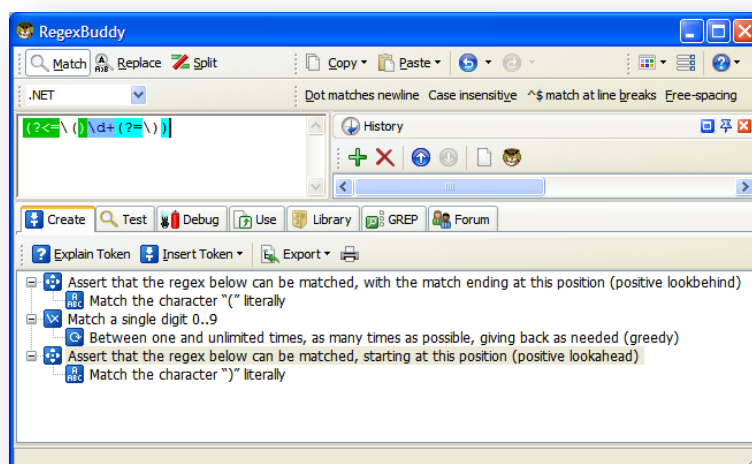 RegexBuddy
Match Replace Split Copy Paste
.NET Dot matches newline Case insensitive ^$ match at line breaks Free-spacing
(?<=\()\d+(?=\)) History
Create Test Debug Use Library GREP Forum
Explain Token Insert Token Export
Assert that the regex below can be matched, with the match ending at this position (positive lookbehind)
Match the character “(” literally
Match a single digit 0..9
Between one and unlimited times, as many times as possible, giving back as needed (greedy)
Assert that the regex below can be matched, starting at this position (positive lookahead)
Match the character “)” literally